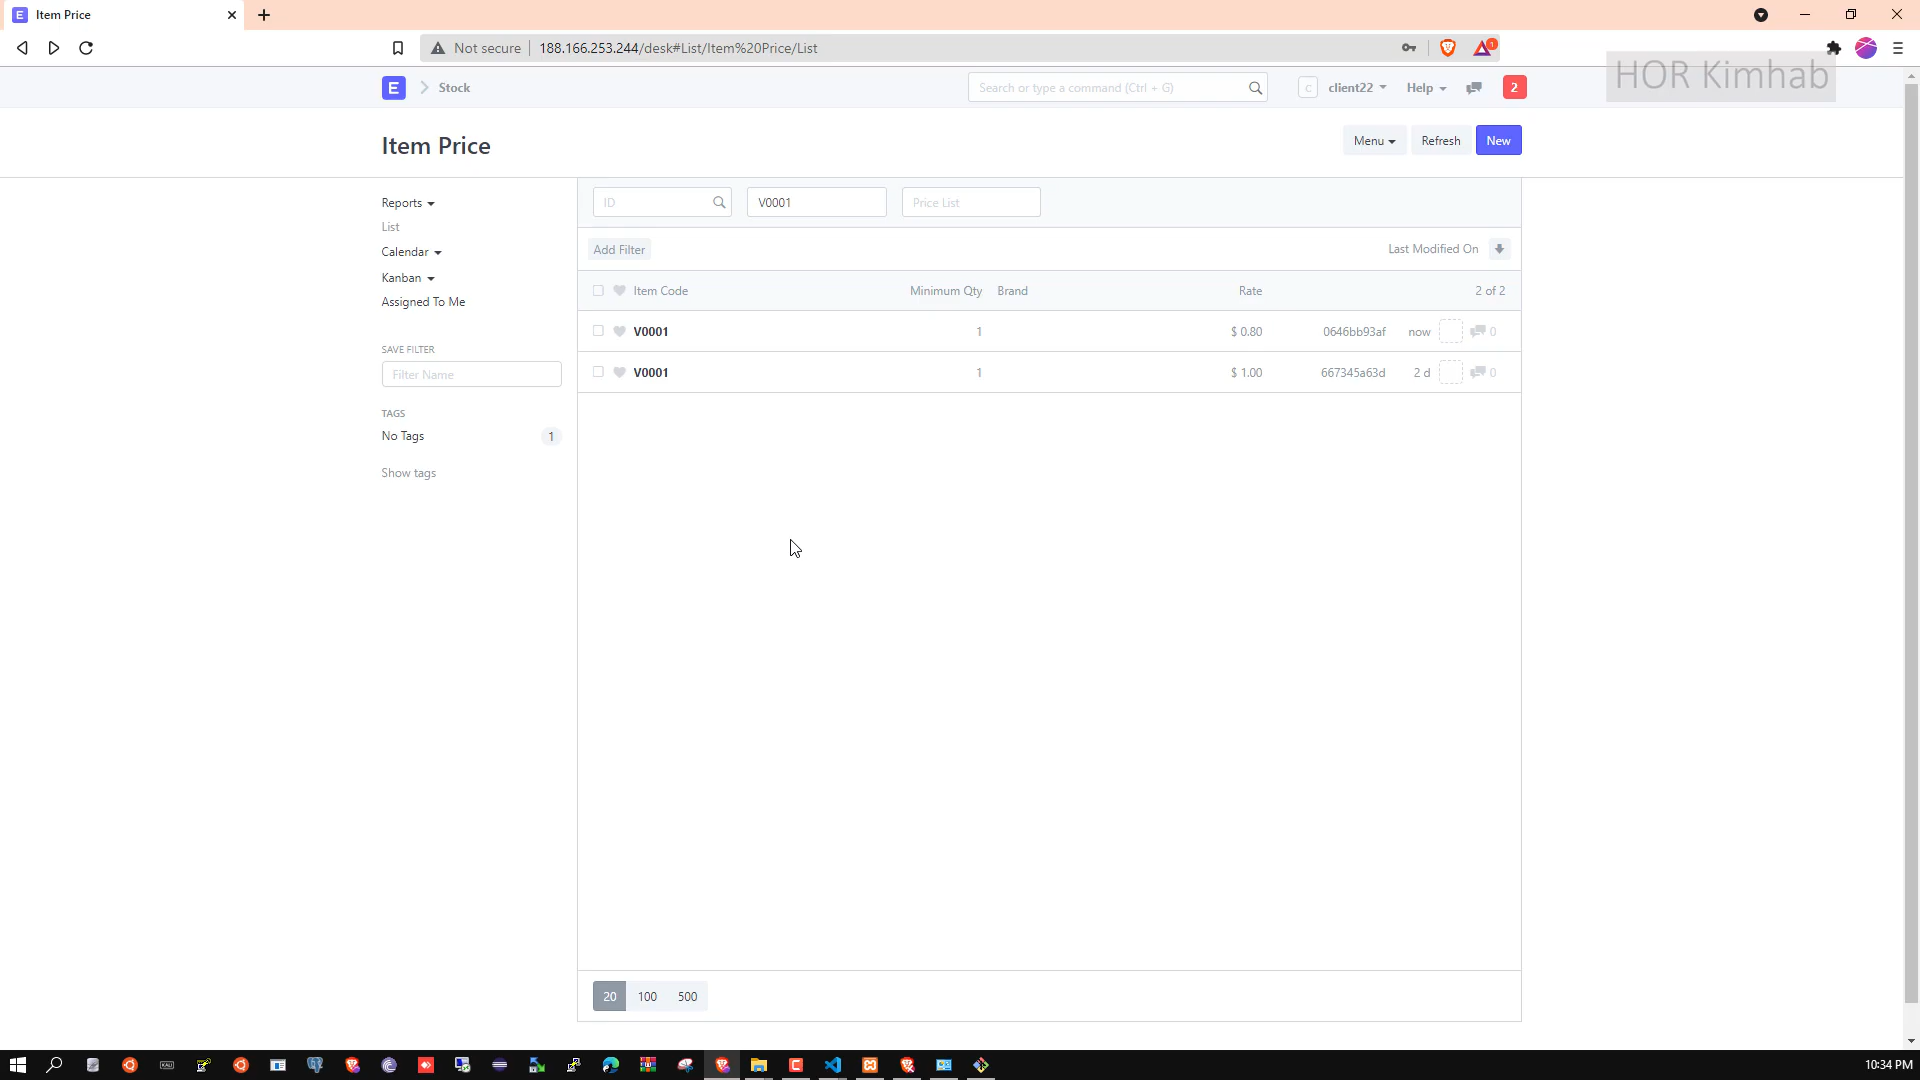 Item Price
Not secure
188.166.253.244/desk#List/Item%20Price/List
1
HOR Kimhab
E
Stock
Search or type a command (Ctrl + G)
C
client22
Help
2
Item Price
Menu
Refresh
New
Reports
List
Calendar
Kanban
Assigned To Me
SAVE FILTER
Filter Name
TAGS
No Tags 1
Show tags
ID
V0001
Price List
Add Filter
Last Modified On
Item Code Minimum Qty Brand Rate 2 of 2
V0001 1 $ 0.80 0646bb93af now 0
V0001 1 $ 1.00 667345a63d 2 d 0
20 100 500
10:34 PM